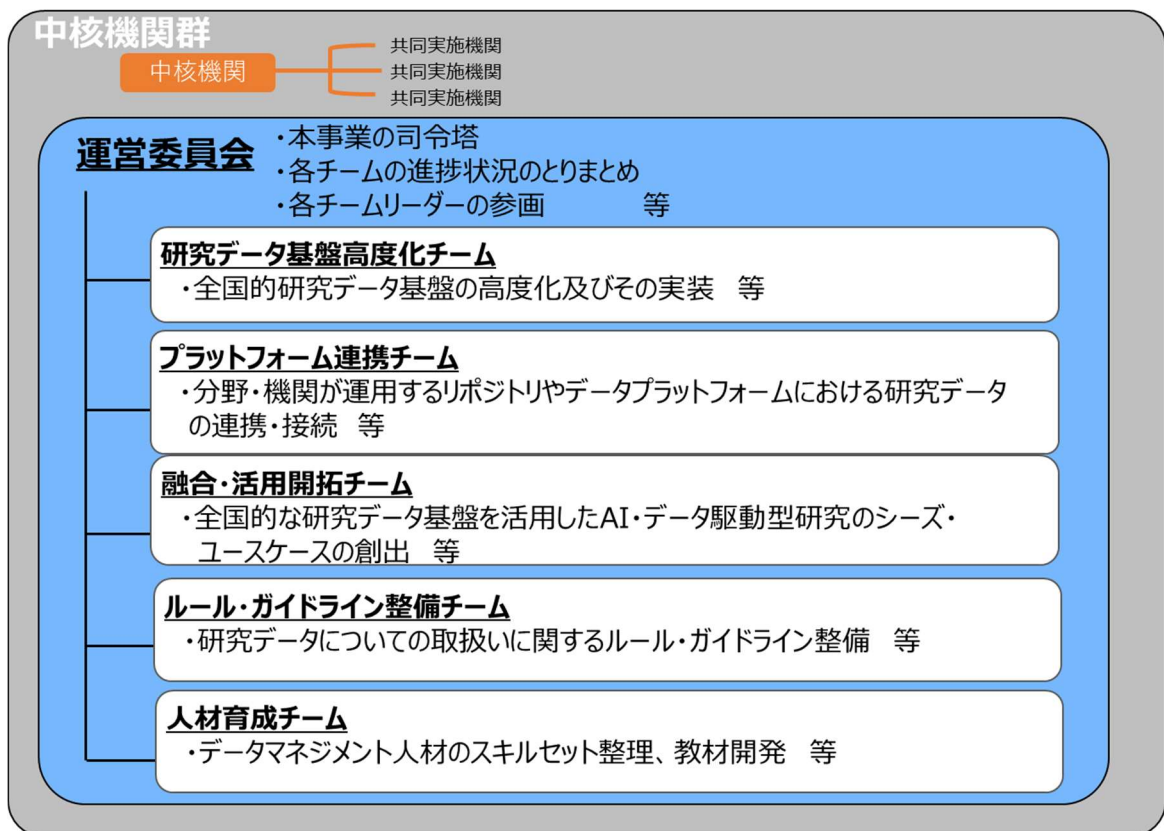 中核機関群
中核機関
共同実施機関
共同実施機関
共同実施機関
運営委員会
・本事業の司令塔
・各チームの進捗状況のとりまとめ
・各チームリーダーの参画　　　等
研究データ基盤高度化チーム
・全国的研究データ基盤の高度化及びその実装　等
プラットフォーム連携チーム
・分野・機関が運用するリポジトリやデータプラットフォームにおける研究データ
の連携・接続　等
融合・活用開拓チーム
・全国的な研究データ基盤を活用したAI・データ駆動型研究のシーズ・
ユースケースの創出　等
ルール・ガイドライン整備チーム
・研究データについての取扱いに関するルール・ガイドライン整備　等
人材育成チーム
・データマネジメント人材のスキルセット整理、教材開発　等